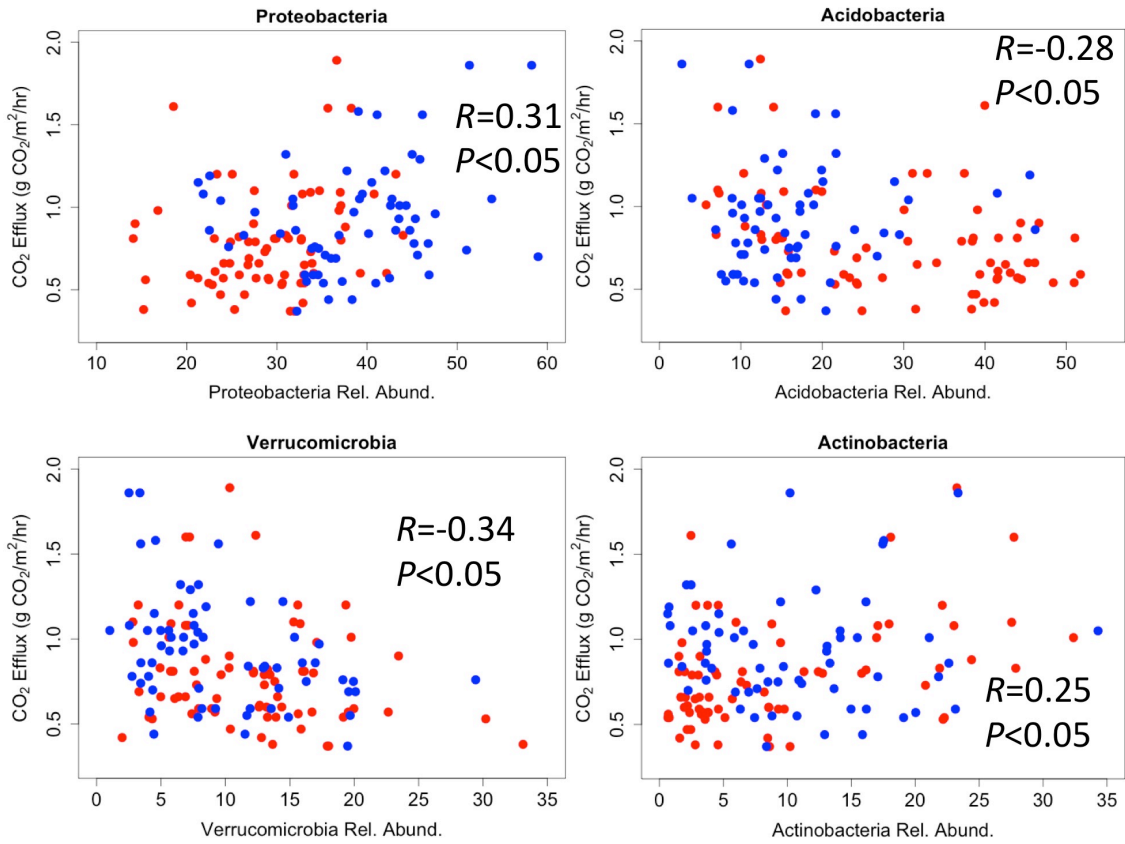 Proteobacteria
CO₂ Efflux (g CO₂/m²/hr)
2.0
1.5
1.0
0.5
R=0.31
P<0.05
10 20 30 40 50 60
Proteobacteria Rel. Abund.
Acidobacteria
CO₂ Efflux (g CO₂/m²/hr)
2.0
1.5
1.0
0.5
R=-0.28
P<0.05
0 10 20 30 40 50
Acidobacteria Rel. Abund.
Verrucomicrobia
CO₂ Efflux (g CO₂/m²/hr)
2.0
1.5
1.0
0.5
R=-0.34
P<0.05
0 5 10 15 20 25 30 35
Verrucomicrobia Rel. Abund.
Actinobacteria
CO₂ Efflux (g CO₂/m²/hr)
2.0
1.5
1.0
0.5
R=0.25
P<0.05
0 5 10 15 20 25 30 35
Actinobacteria Rel. Abund.